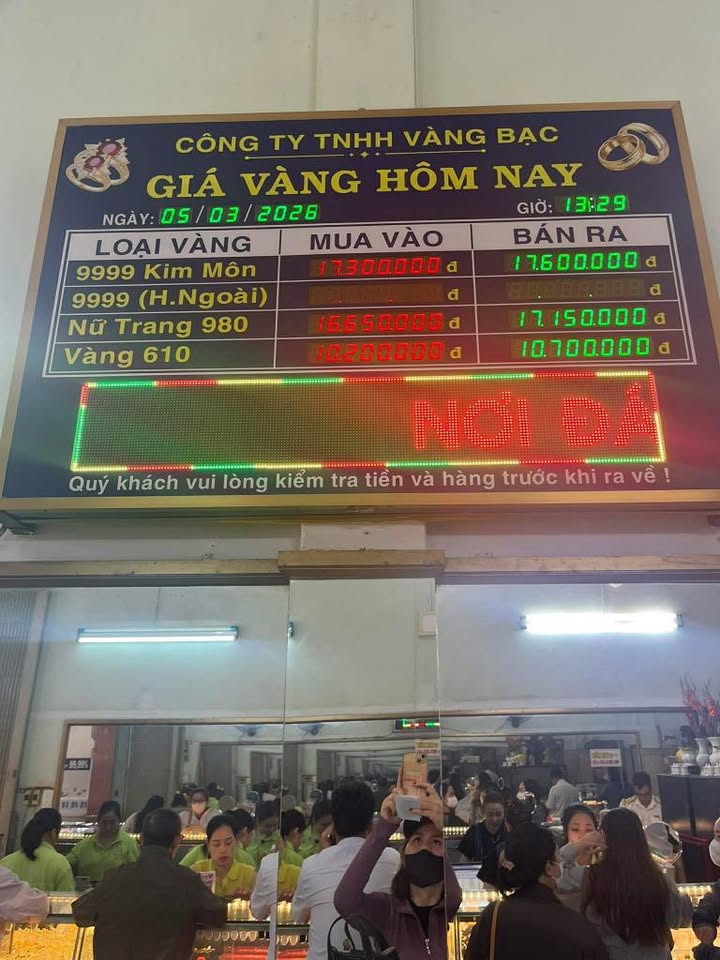 CÔNG TY TNHH VÀNG BẠC
GIÁ VÀNG HÔM NAY
NGÀY: 05/03/2026 GIỜ: 13:29
LOẠI VÀNG MUA VÀO BÁN RA
9999 Kim Môn 17.300.000 đ 17.600.000 đ
9999 (H.Ngoài) đ đ
Nữ Trang 980 16.650.000 đ 17.150.000 đ
Vàng 610 10.200.000 đ 10.700.000 đ
NƠI ĐÁ
Quý khách vui lòng kiểm tra tiền và hàng trước khi ra về !